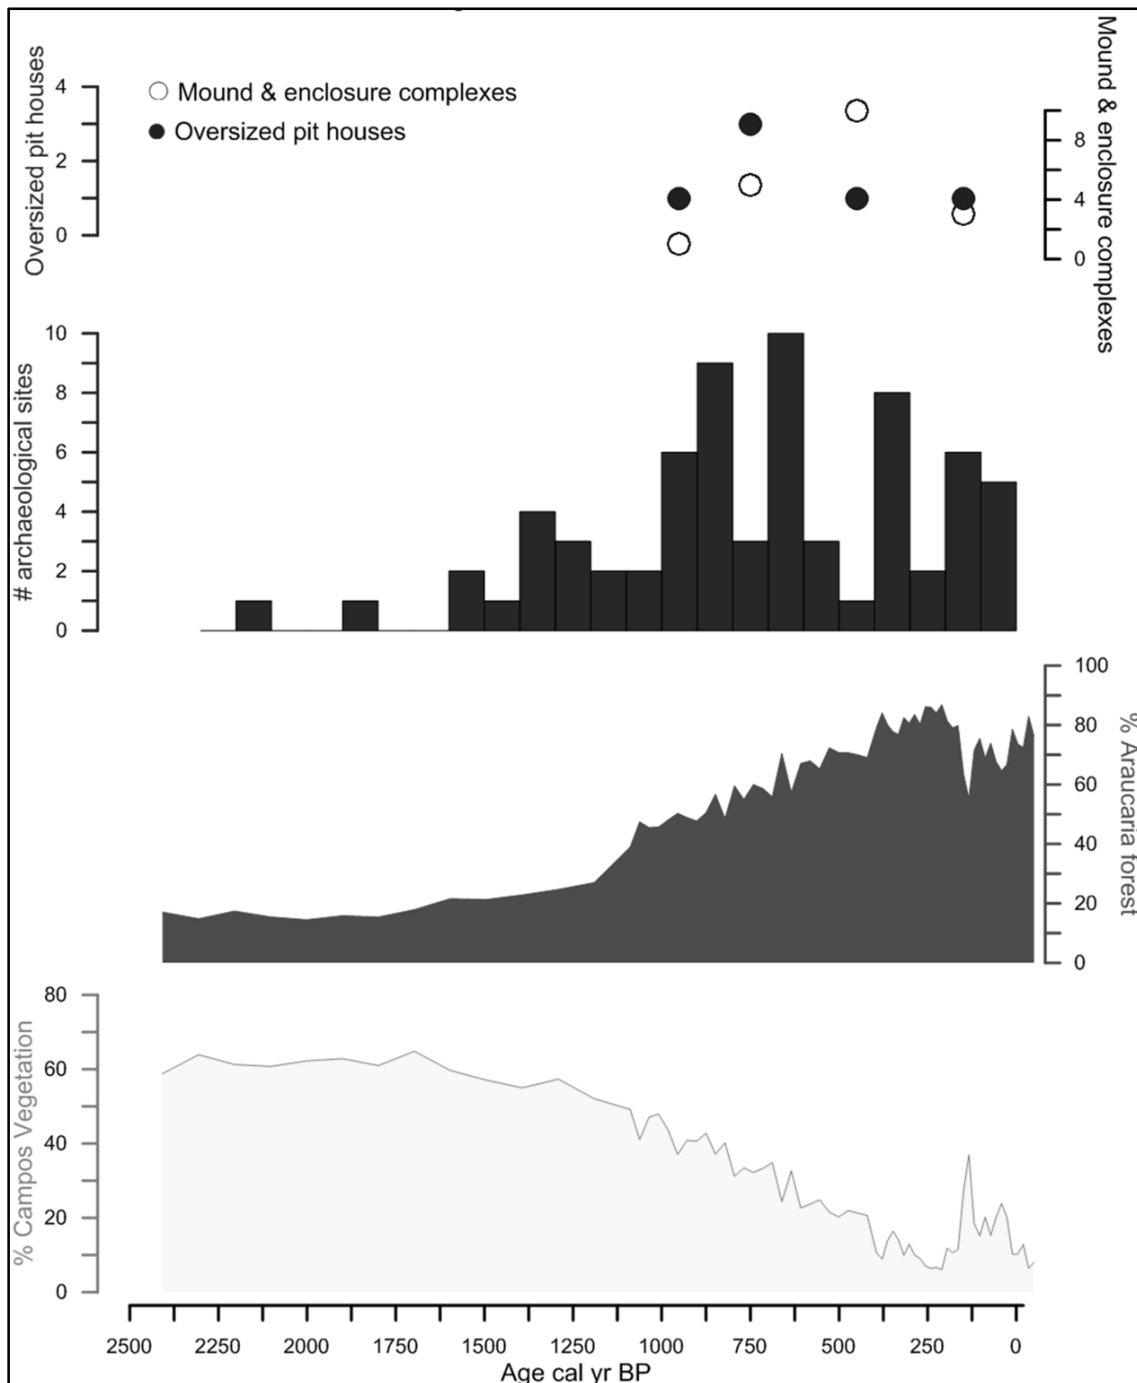 Oversized pit houses
4
2
0
Mound & enclosure complexes
Oversized pit houses
8
4
0
Mound & enclosure complexes
# archaeological sites
10
8
6
4
2
0
100
80
60
40
20
0
% Araucaria forest
% Campos Vegetation
80
60
40
20
0
2500 2250 2000 1750 1500 1250 1000 750 500 250 0
Age cal yr BP